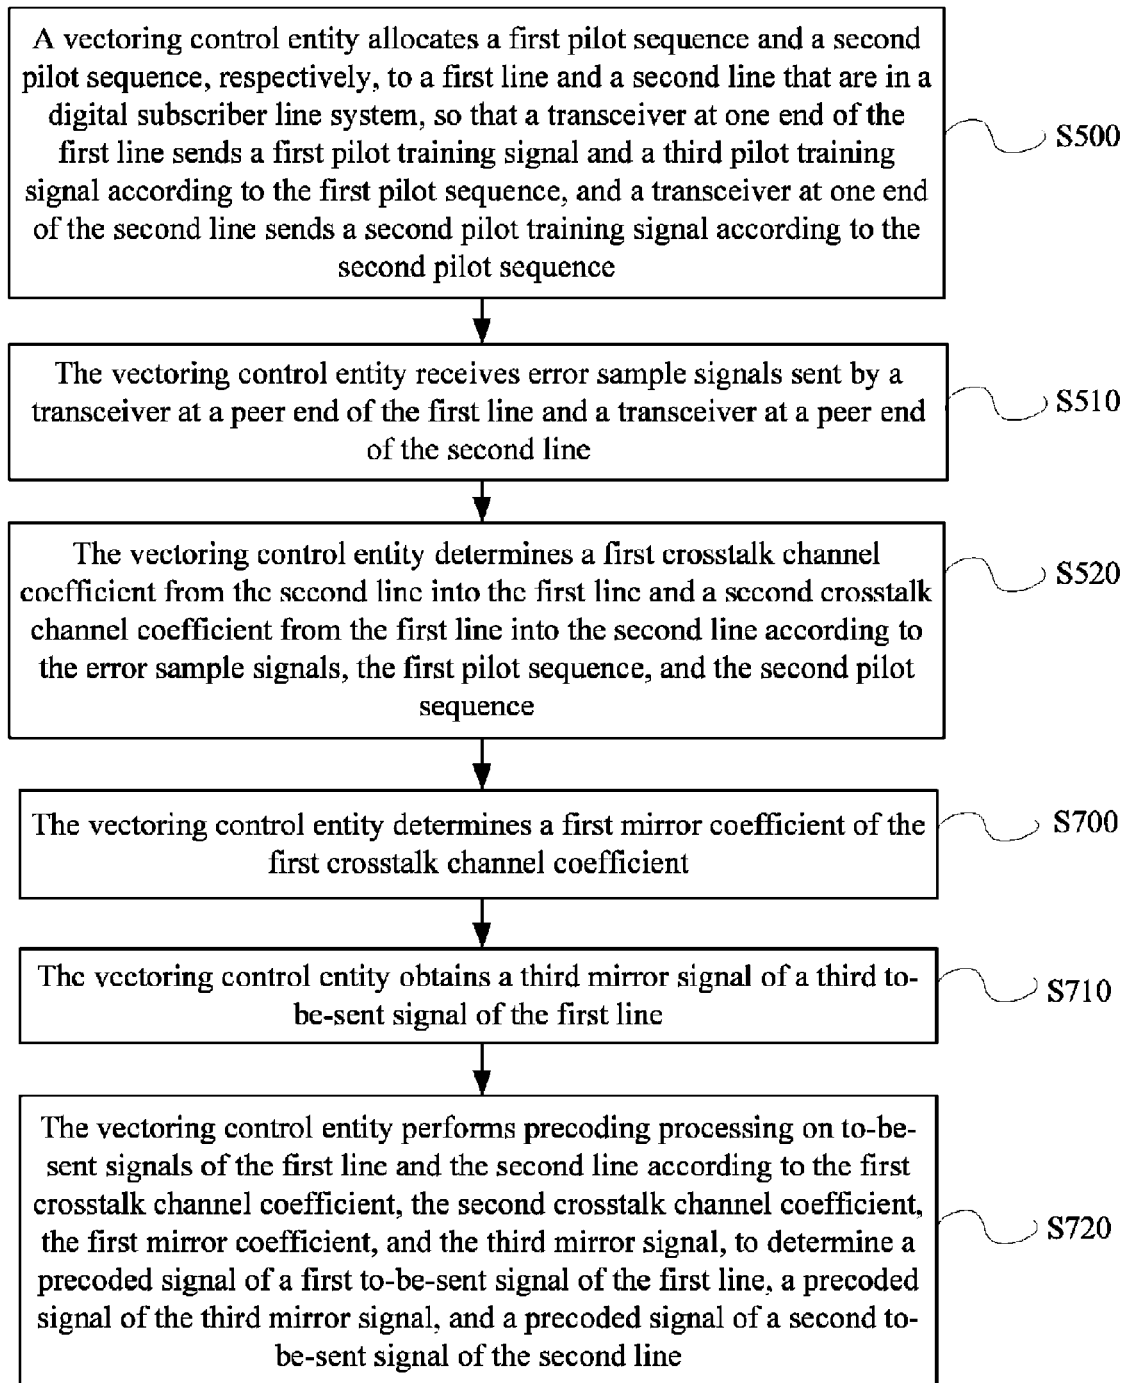 A vectoring control entity allocates a first pilot sequence and a second
pilot sequence, respectively, to a first line and a second line that are in a
digital subscriber line system, so that a transceiver at one end of the
first line sends a first pilot training signal and a third pilot training
signal according to the first pilot sequence, and a transceiver at one end
of the second line sends a second pilot training signal according to the
second pilot sequence
S500
The vectoring control entity receives error sample signals sent by a
transceiver at a peer end of the first line and a transceiver at a peer end
of the second line
S510
The vectoring control entity determines a first crosstalk channel
coefficient from the second line into the first line and a second crosstalk
channel coefficient from the first line into the second line according to
the error sample signals, the first pilot sequence, and the second pilot
sequence
S520
The vectoring control entity determines a first mirror coefficient of the
first crosstalk channel coefficient
S700
The vectoring control entity obtains a third mirror signal of a third to-
be-sent signal of the first line
S710
The vectoring control entity performs precoding processing on to-be-
sent signals of the first line and the second line according to the first
crosstalk channel coefficient, the second crosstalk channel coefficient,
the first mirror coefficient, and the third mirror signal, to determine a
precoded signal of a first to-be-sent signal of the first line, a precoded
signal of the third mirror signal, and a precoded signal of a second to-
be-sent signal of the second line
S720